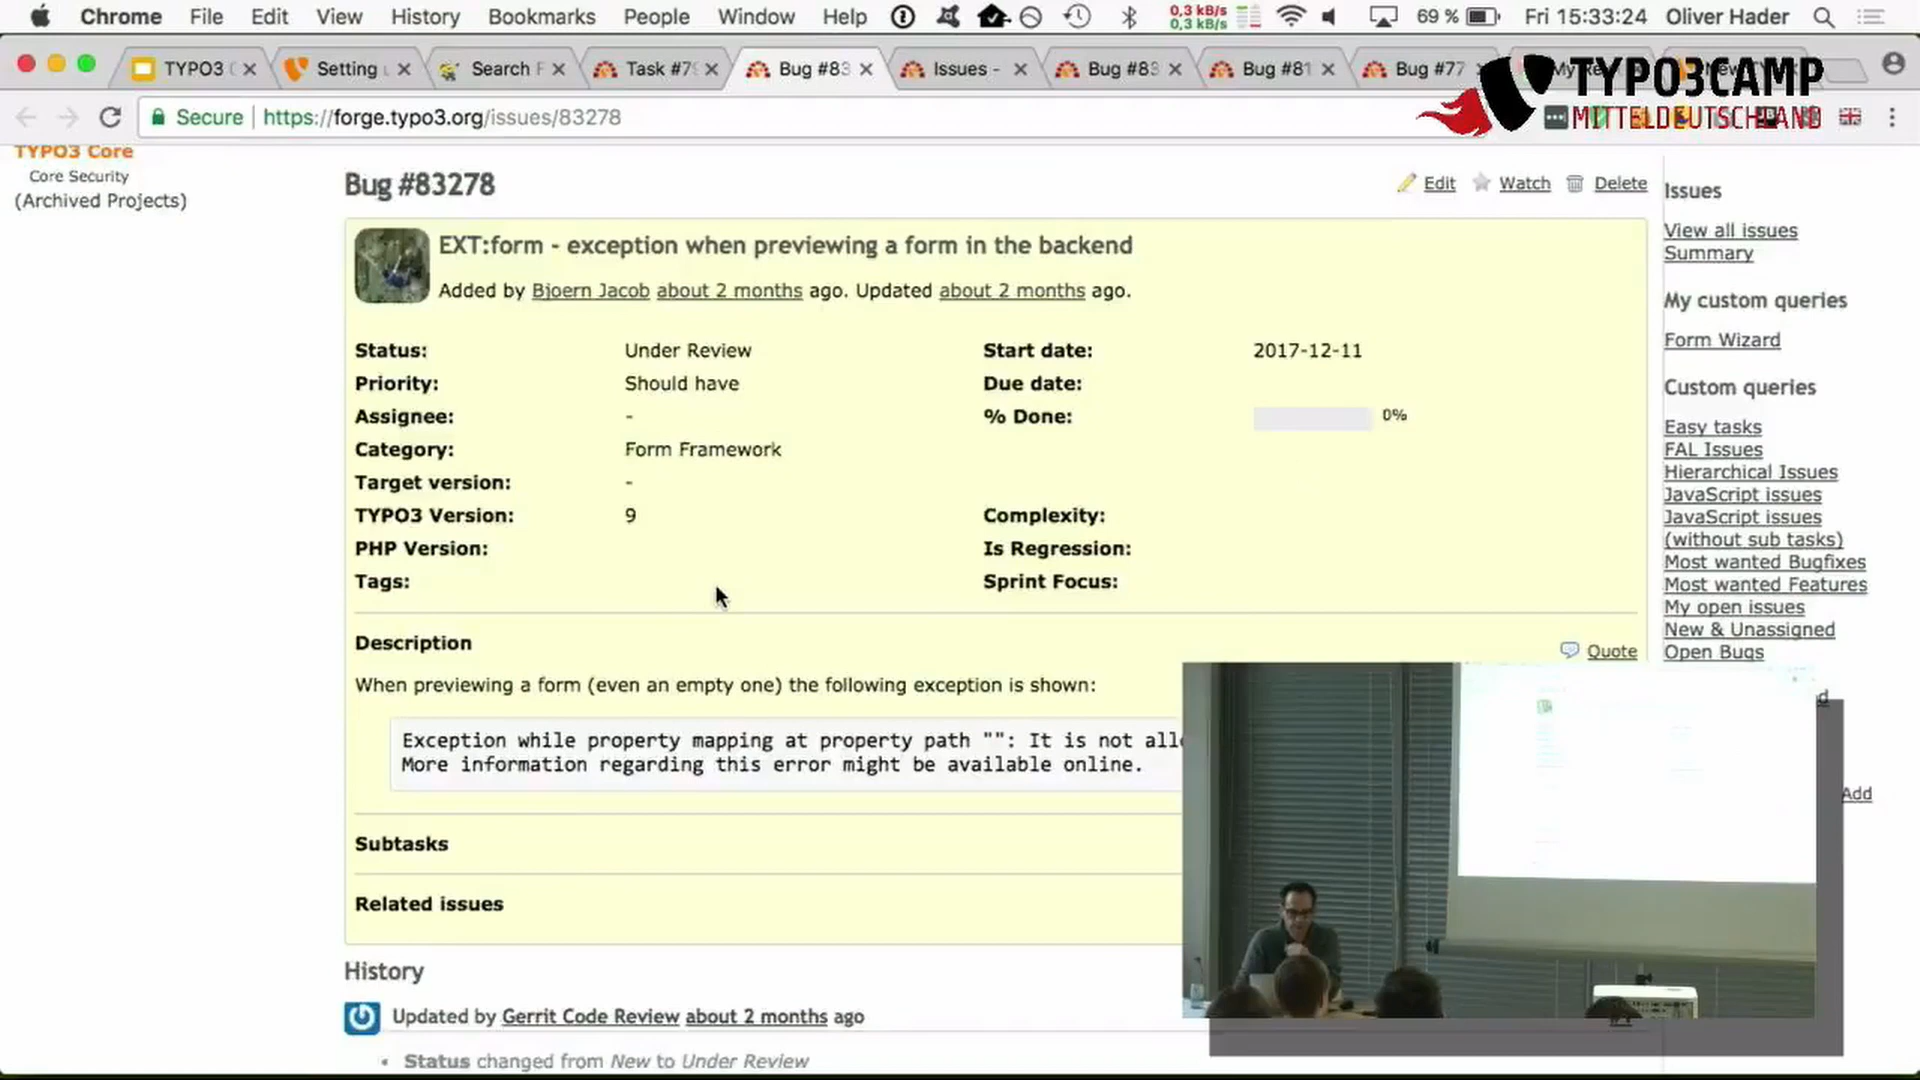 Chrome File Edit View History Bookmarks People Window Help 0,3 kB/s 0,3 kB/s 69 % Fri 15:33:24 Oliver Hader
TYPO3 Setting Search Task #79 Bug #83 Issues - Bug #83 Bug #81 Bug #77
TYPO3CAMP
MITTELDEUTSCHLAND
Secure https://forge.typo3.org/issues/83278
TYPO3 Core
Core Security
(Archived Projects)
Bug #83278
Edit Watch Delete
EXT:form - exception when previewing a form in the backend
Added by Bjoern Jacob about 2 months ago. Updated about 2 months ago.
Status: Under Review Start date: 2017-12-11
Priority: Should have Due date:
Assignee: - % Done: 0%
Category: Form Framework
Target version: -
TYPO3 Version: 9 Complexity:
PHP Version: Is Regression:
Tags: Sprint Focus:
Description
Quote
When previewing a form (even an empty one) the following exception is shown:
Exception while property mapping at property path "": It is not
More information regarding this error might be available online.
Subtasks
Related issues
History
Updated by Gerrit Code Review about 2 months ago
Status changed from New to Under Review
Issues
View all issues
Summary
My custom queries
Form Wizard
Custom queries
Easy tasks
FAL Issues
Hierarchical Issues
JavaScript issues
JavaScript issues
(without sub tasks)
Most wanted Bugfixes
Most wanted Features
My open issues
New & Unassigned
Open Bugs
Add